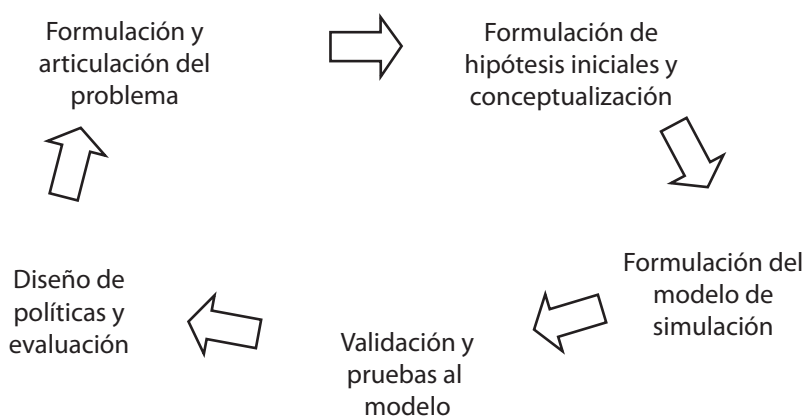 Formulación y
articulación del
problema
Formulación de
hipótesis iniciales y
conceptualización
Formulación del
modelo de
simulación
Validación y
pruebas al
modelo
Diseño de
políticas y
evaluación